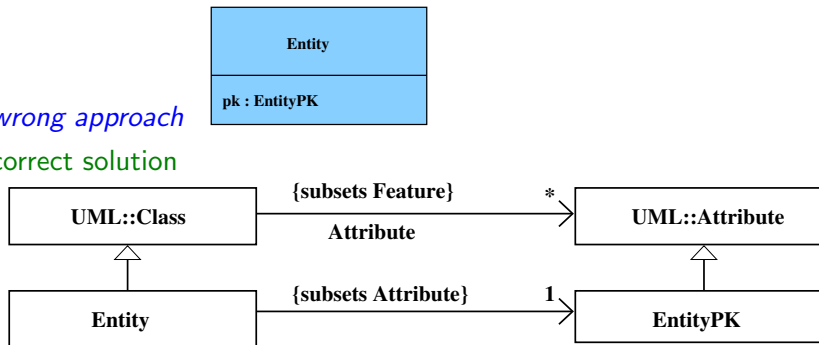 Entity
pk : EntityPK
wrong approach
correct solution
{subsets Feature} *
UML::Class UML::Attribute
Attribute
{subsets Attribute} 1
Entity EntityPK